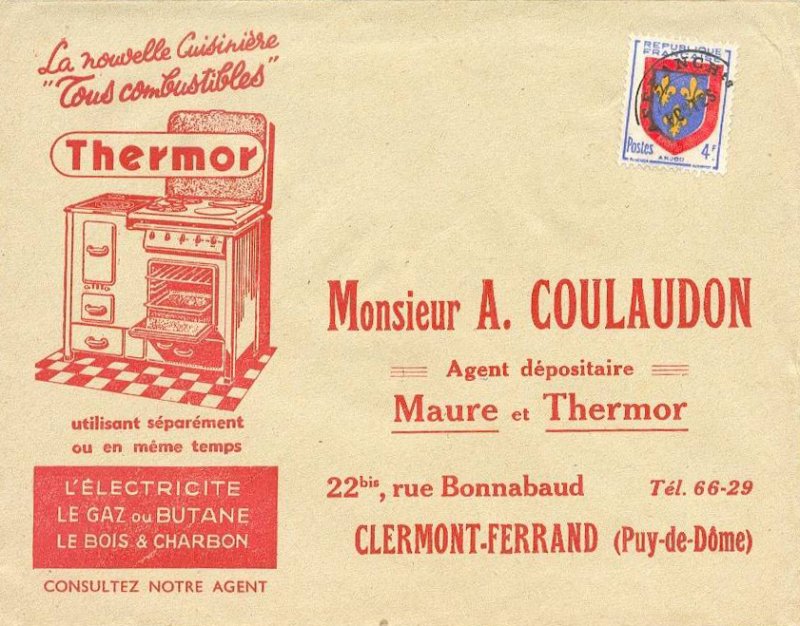 La nouvelle Cuisinière
"Tous combustibles"
Thermor
utilisant séparément
ou en même temps
L'ÉLECTRICITE
LE GAZ ou BUTANE
LE BOIS & CHARBON
CONSULTEZ NOTRE AGENT
REPUBLIQUE
FRANÇAISE
Postes 4F
ANJOU
Monsieur A. COULAUDON
Agent dépositaire
Maure et Thermor
22bis, rue Bonnabaud Tél. 66-29
CLERMONT-FERRAND (Puy-de-Dôme)